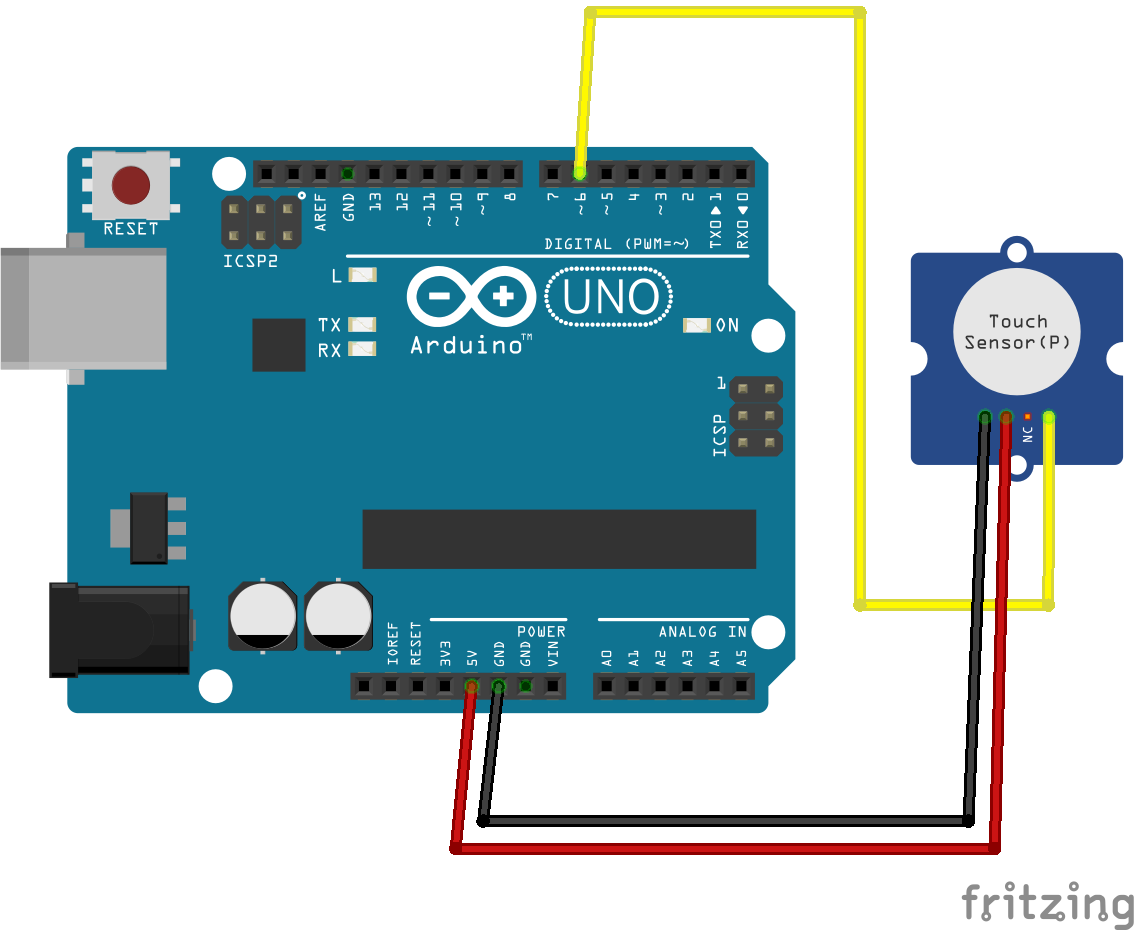 RESET
ICSP2
AREF
GND
13
12
~11
~10
~9
8
7
~6
~5
4
~3
2
TX0▶1
RX0◀0
DIGITAL (PWM=~)
L
TX
RX
Arduino™
UNO
ON
1
ICSP
Touch
Sensor(P)
NC
IOREF
RESET
3V3
5V
GND
GND
VIN
POWER
ANALOG IN
A0
A1
A2
A3
A4
A5
fritzing